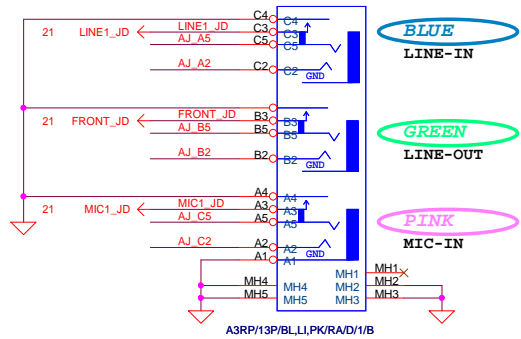 C4 C4
21 LINE1_JD LINE1_JD C3 C3
AJ_A5 C5 C5
AJ_A2 C2 C2
GND
BLUE
LINE-IN
21 FRONT_JD FRONT_JD B3 B3
AJ_B5 B5 B5
AJ_B2 B2 B2
GND
GREEN
LINE-OUT
A4 A4
21 MIC1_JD MIC1_JD A3 A3
AJ_C5 A5 A5
AJ_C2 A2 A2
GND
A1 A1
PINK
MIC-IN
MH1 MH1
MH4 MH4 MH2 MH2
MH5 MH5 MH3 MH3
A3RP/13P/BL,LI,PK/RA/D/1/B